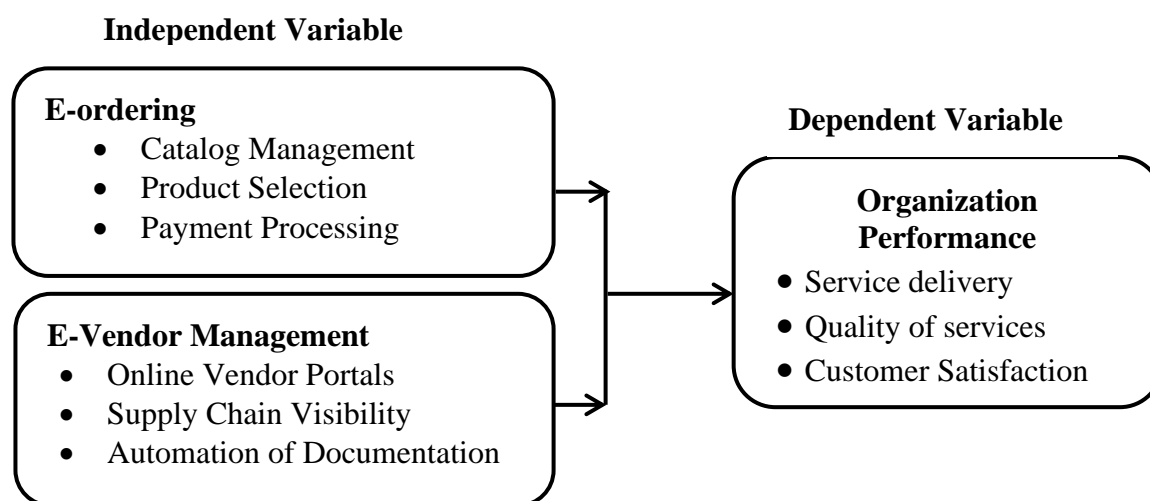 Independent Variable
E-ordering
• Catalog Management
• Product Selection
• Payment Processing
E-Vendor Management
• Online Vendor Portals
• Supply Chain Visibility
• Automation of Documentation
Dependent Variable
Organization
Performance
• Service delivery
• Quality of services
• Customer Satisfaction